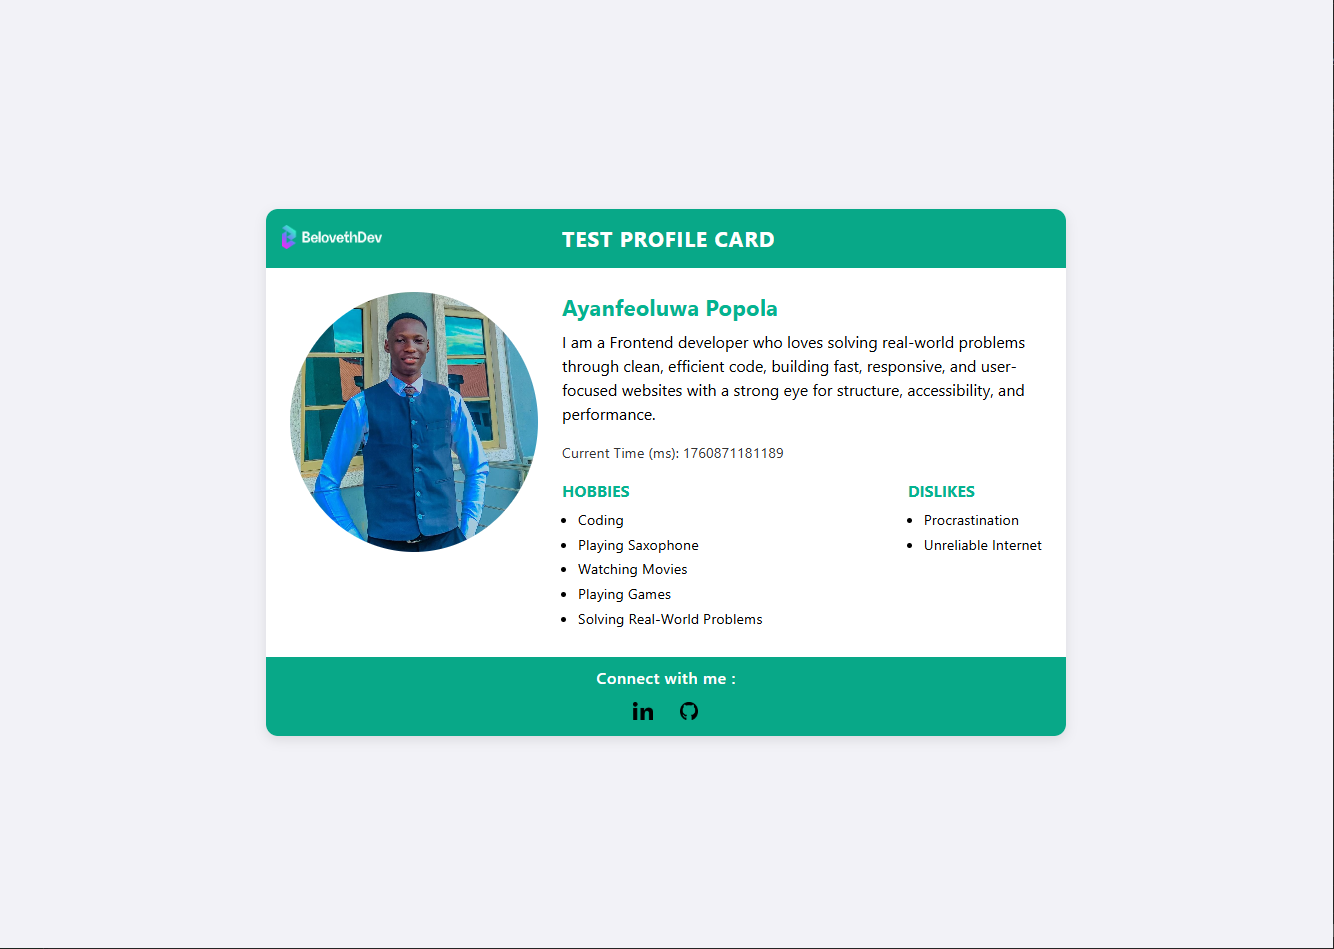 BelovethDev
TEST PROFILE CARD
Ayanfeoluwa Popola
I am a Frontend developer who loves solving real-world problems
through clean, efficient code, building fast, responsive, and user-
focused websites with a strong eye for structure, accessibility, and
performance.
Current Time (ms): 1760871181189
HOBBIES
Coding
Playing Saxophone
Watching Movies
Playing Games
Solving Real-World Problems
DISLIKES
Procrastination
Unreliable Internet
Connect with me :
in